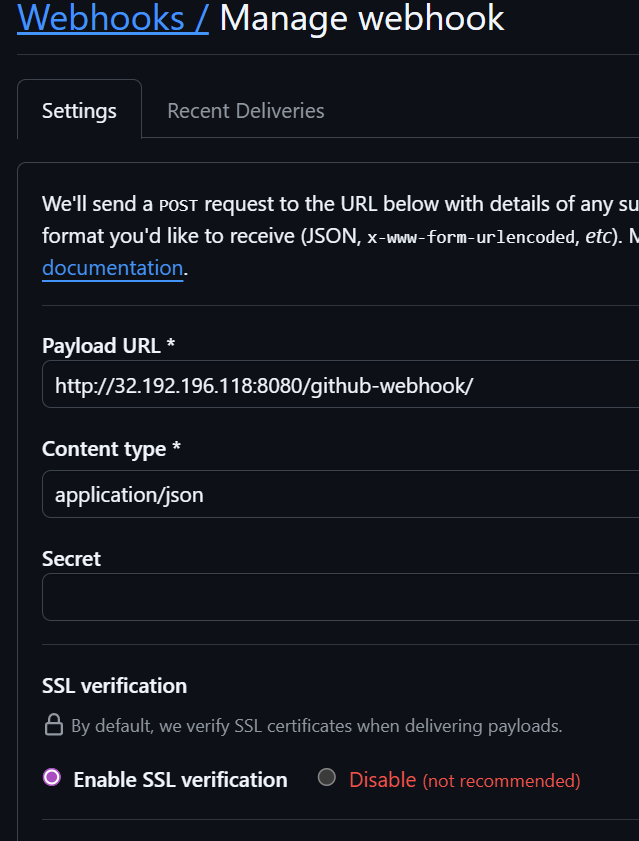 Webhooks / Manage webhook
Settings
Recent Deliveries
We'll send a POST request to the URL below with details of any su
format you'd like to receive (JSON, x-www-form-urlencoded, etc). M
documentation.
Payload URL *
http://32.192.196.118:8080/github-webhook/
Content type *
application/json
Secret
SSL verification
By default, we verify SSL certificates when delivering payloads.
Enable SSL verification
Disable (not recommended)